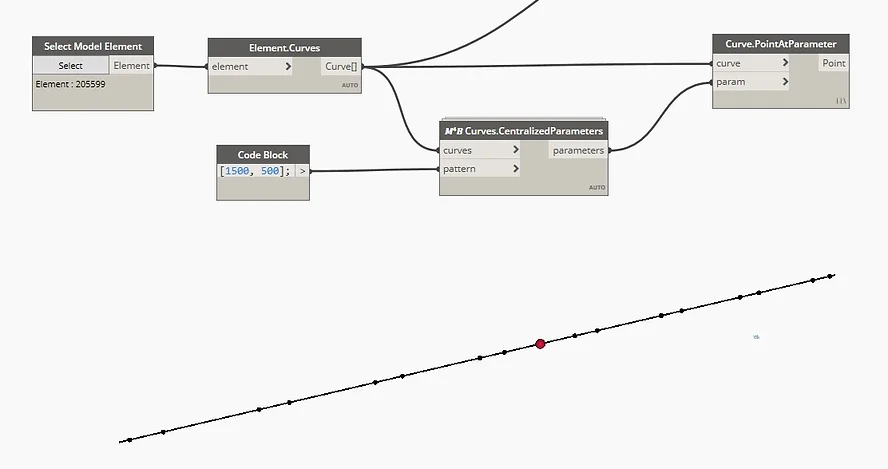 Select Model Element
Select
Element
Element : 205599
Element.Curves
element >
Curve[]
AUTO
Code Block
[1500, 500];
>
M⁴B Curves.CentralizedParameters
curves >
parameters
pattern >
AUTO
Curve.PointAtParameter
curve >
Point
param >